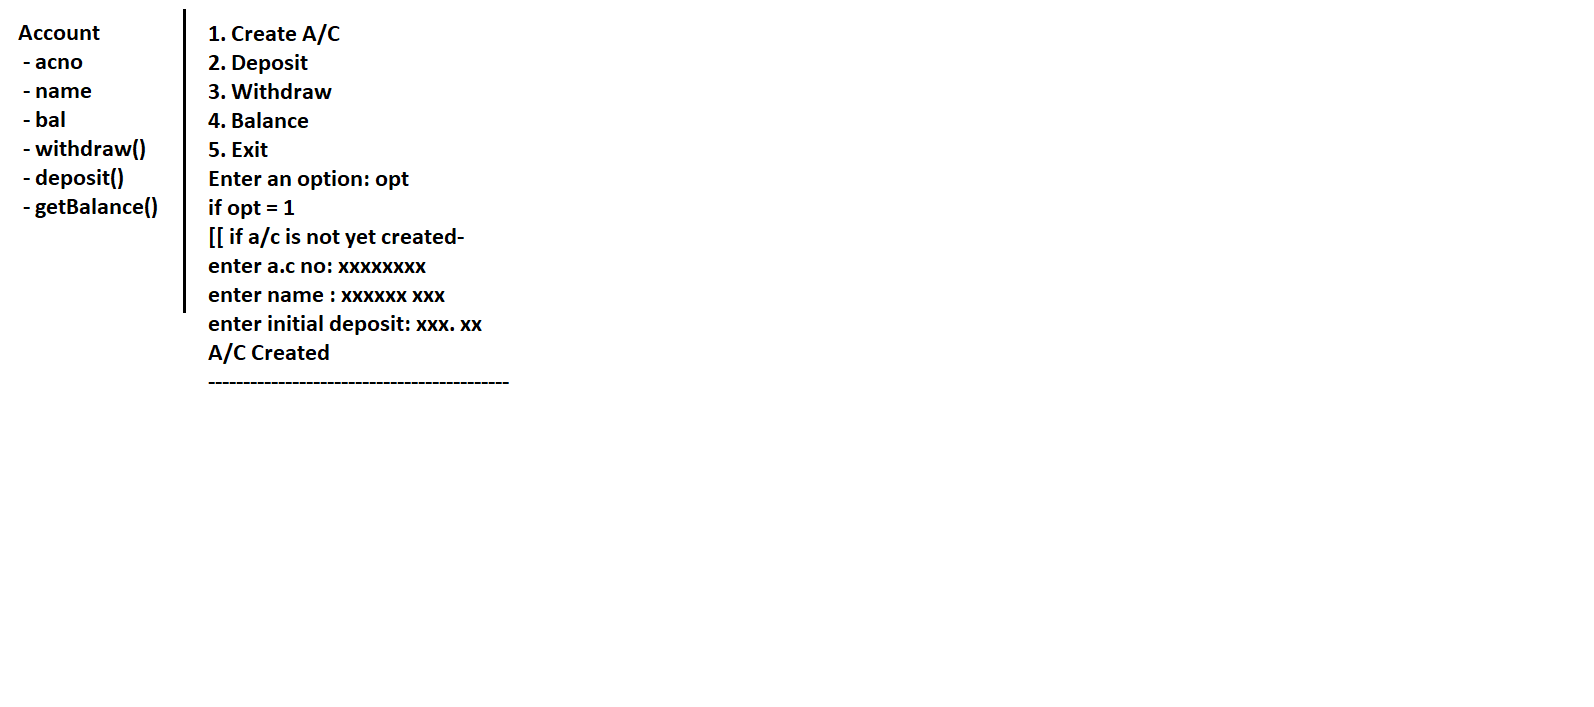 Account
- acno
- name
- bal
- withdraw()
- deposit()
- getBalance()
1. Create A/C
2. Deposit
3. Withdraw
4. Balance
5. Exit
Enter an option: opt
if opt = 1
[[ if a/c is not yet created-
enter a.c no: xxxxxxxx
enter name : xxxxxx xxx
enter initial deposit: xxx. xx
A/C Created
-------------------------------------------